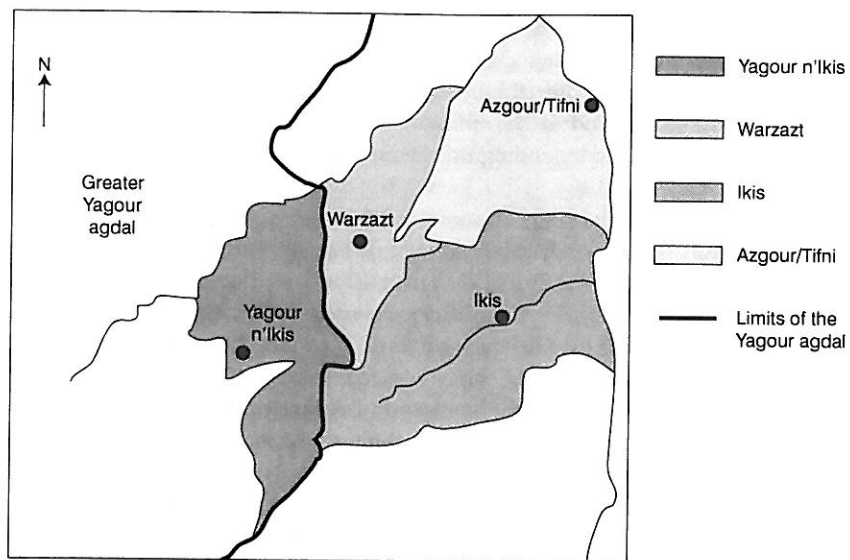 N
Greater
Yagour
agdal
Azgour/Tifni
Warzazt
Yagour
n'Ikis
Ikis
Yagour n'Ikis
Warzazt
Ikis
Azgour/Tifni
Limits of the
Yagour agdal